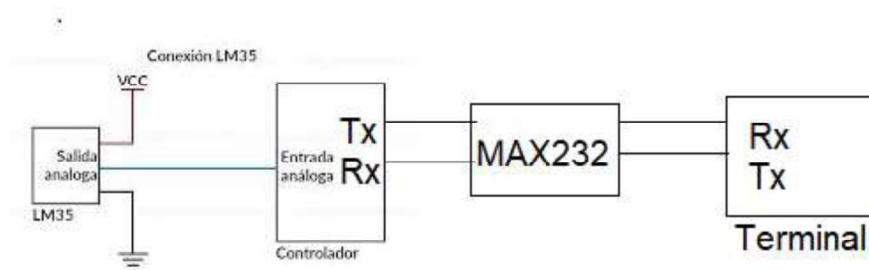 Conexión LM35
VCC
Salida
analoga
LM35
Entrada
análoga
Tx
Rx
Controlador
MAX232
Rx
Tx
Terminal